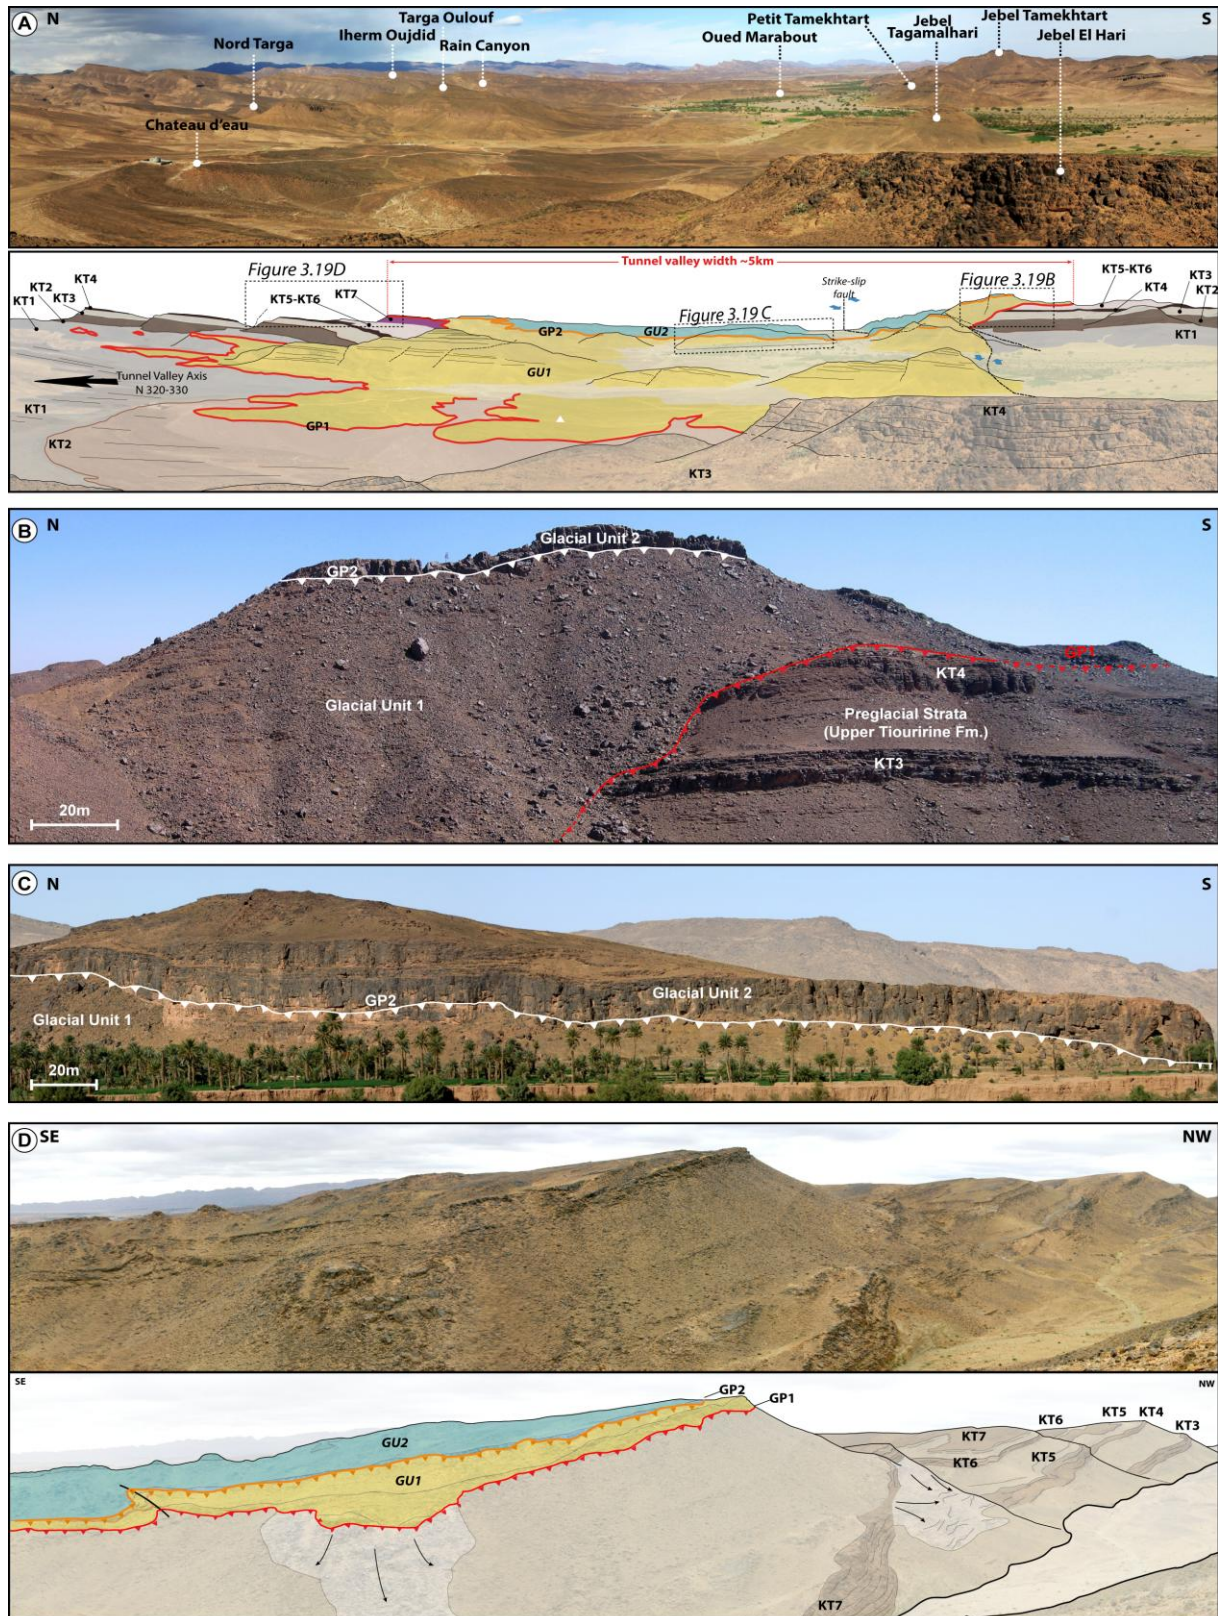 A
N
S
Nord Targa
Targa Oulouf
Iherm Oujdid
Rain Canyon
Petit Tamekhtart
Oued Marabout
Jebel
Tagamalhari
Jebel Tamekhtart
Jebel El Hari
Chateau d'eau
Tunnel valley width ~5km
Figure 3.19D
Figure 3.19B
Figure 3.19 C
Strike-slip
fault
KT4
KT2
KT3
KT1
KT5-KT6
KT7
GP2
GU2
GU1
KT5-KT6
KT4
KT3
KT2
KT1
Tunnel Valley Axis
N 320-330
KT1
KT2
GP1
KT4
KT3
B
N
S
Glacial Unit 2
GP2
GP1
KT4
Glacial Unit 1
Preglacial Strata
(Upper Tiouririne Fm.)
KT3
20m
C
N
S
GP2
Glacial Unit 2
Glacial Unit 1
20m
D
SE
NW
SE
NW
GP2
GP1
GU2
GU1
KT7
KT6
KT6
KT5
KT5
KT4
KT3
KT7